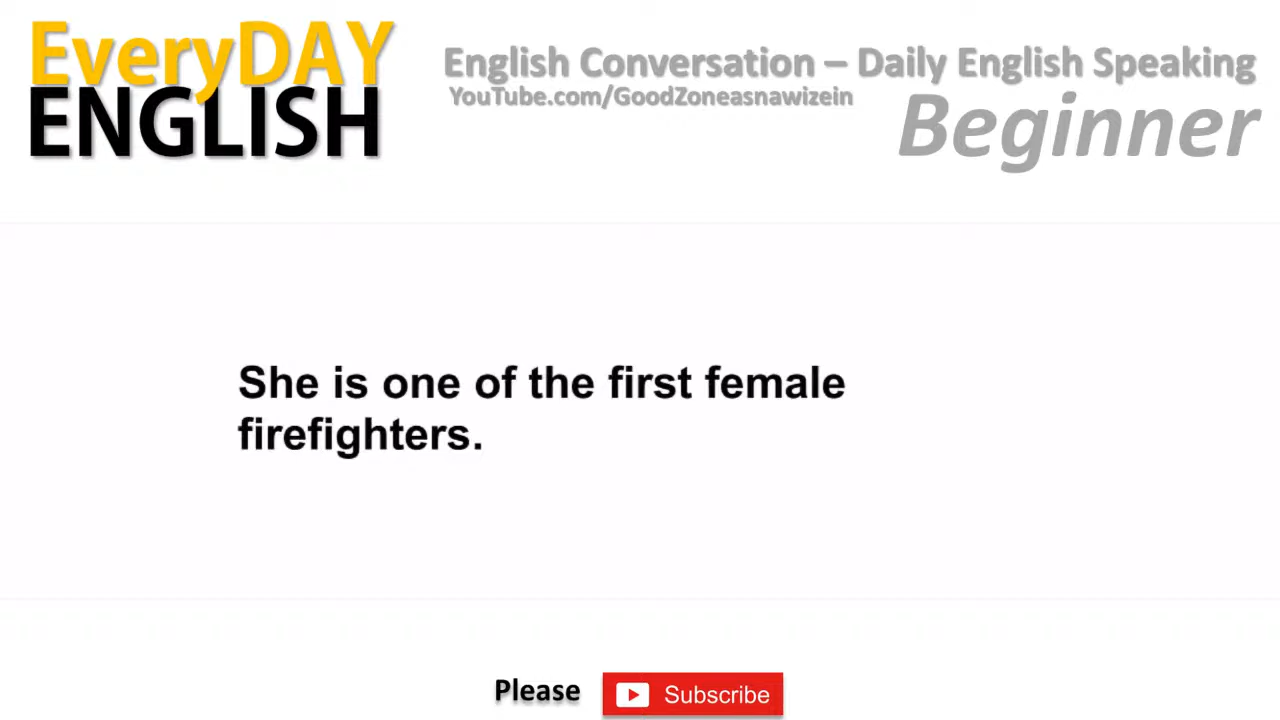 EveryDAY
ENGLISH
English Conversation – Daily English Speaking
YouTube.com/GoodZoneasnawizein
Beginner
She is one of the first female
firefighters.
Please Subscribe